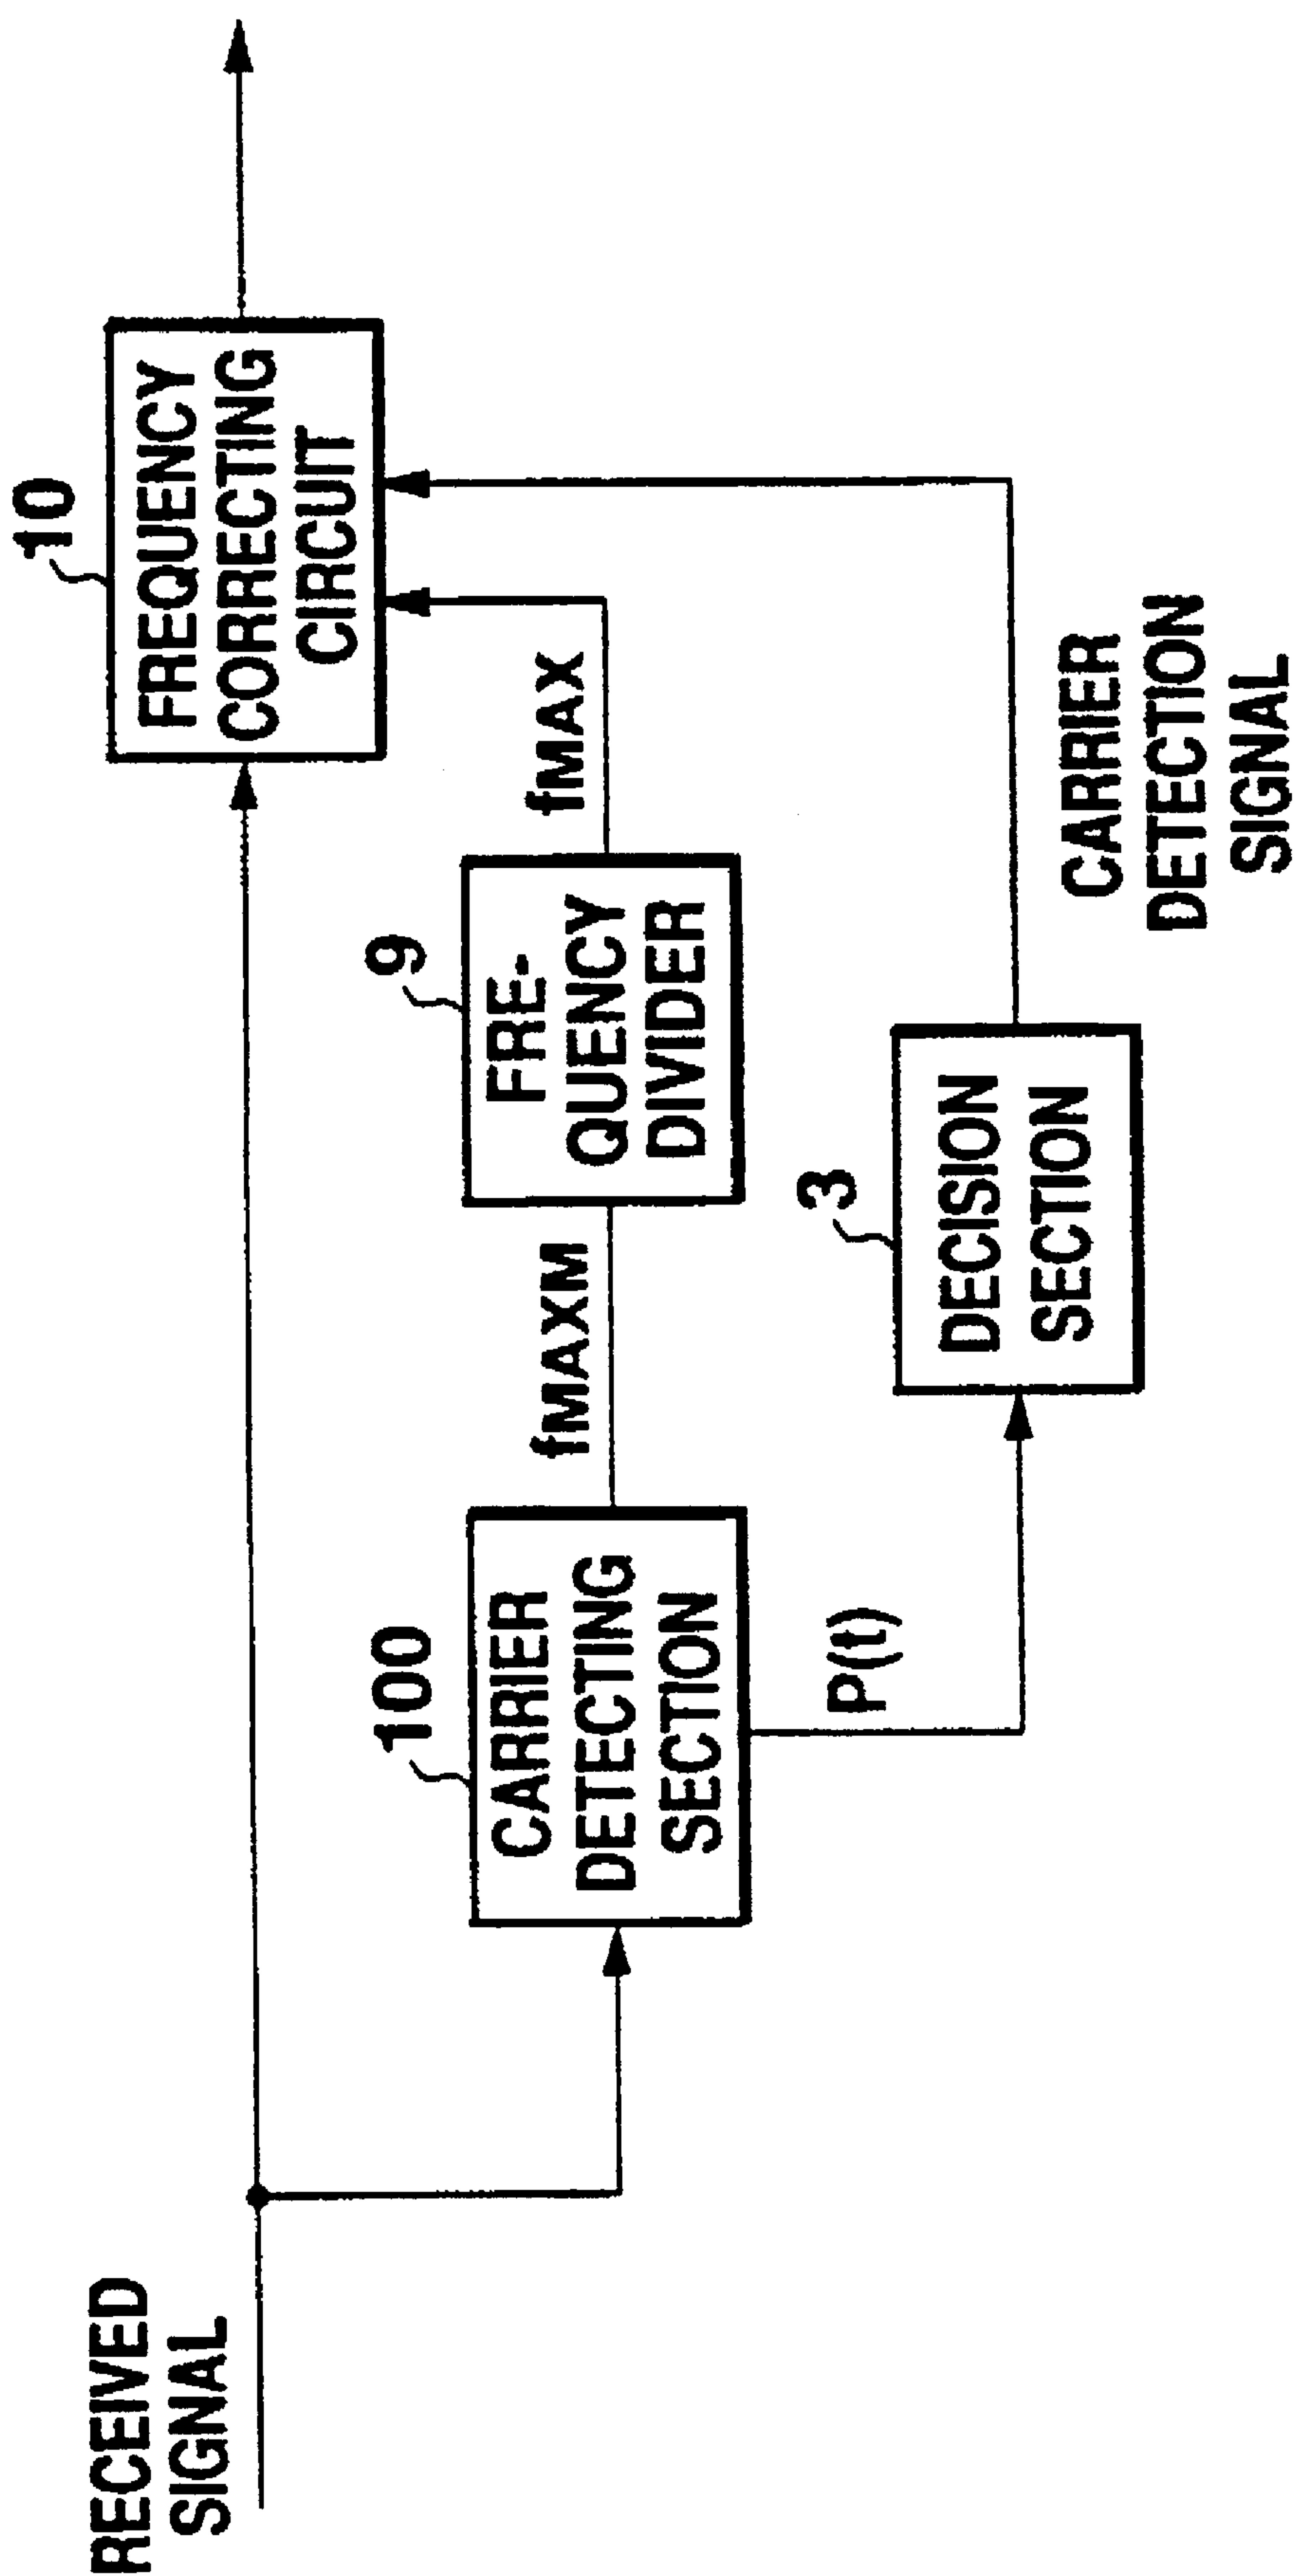 RECEIVED
SIGNAL
100
CARRIER
DETECTING
SECTION
fMAXM
P(t)
9
FRE-
QUENCY
DIVIDER
fMAX
3
DECISION
SECTION
CARRIER
DETECTION
SIGNAL
10
FREQUENCY
CORRECTING
CIRCUIT